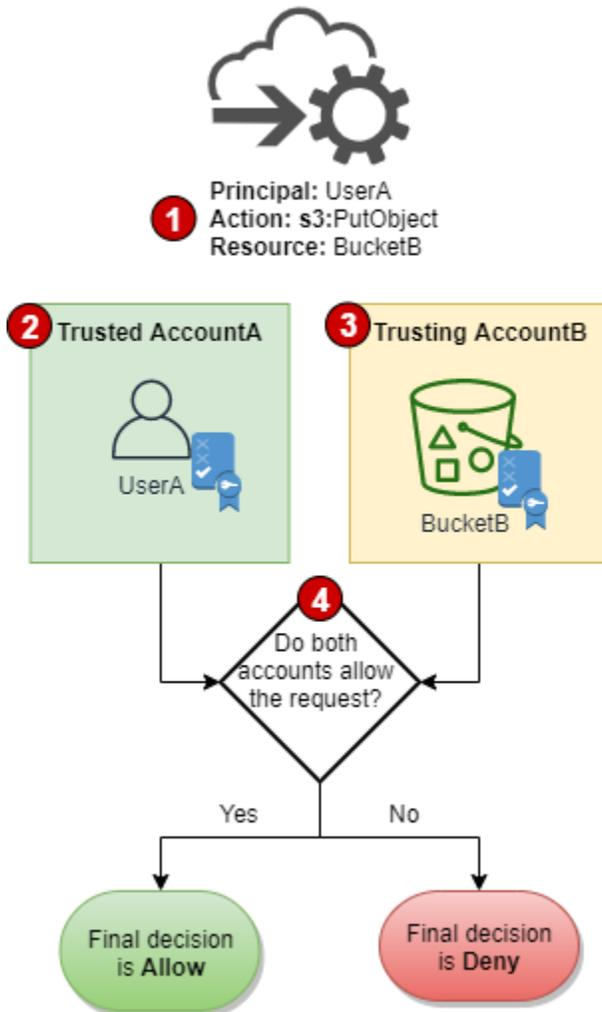 1
Principal: UserA
Action: s3:PutObject
Resource: BucketB
2 Trusted AccountA
UserA
3 Trusting AccountB
BucketB
4
Do both
accounts allow
the request?
Yes
No
Final decision
is Allow
Final decision
is Deny